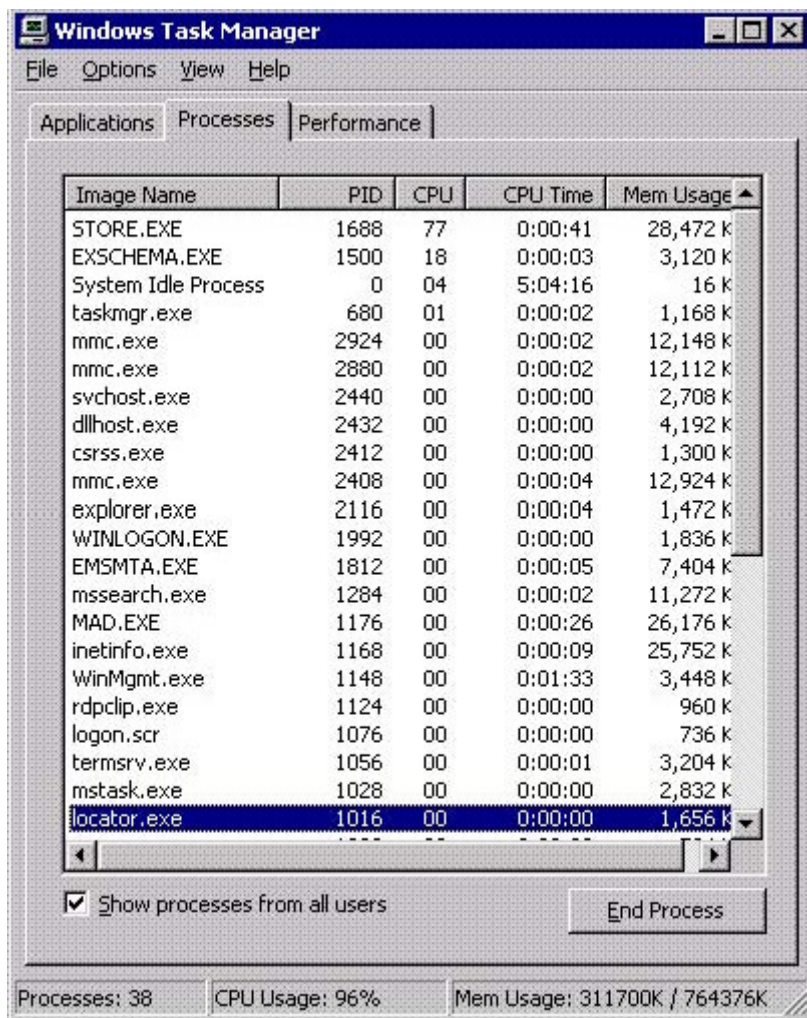 Windows Task Manager
File Options View Help
Applications Processes Performance
Image Name PID CPU CPU Time Mem Usage
STORE.EXE 1688 77 0:00:41 28,472 K
EXSCHEMA.EXE 1500 18 0:00:03 3,120 K
System Idle Process 0 04 5:04:16 16 K
taskmgr.exe 680 01 0:00:02 1,168 K
mmc.exe 2924 00 0:00:02 12,148 K
mmc.exe 2880 00 0:00:02 12,112 K
svchost.exe 2440 00 0:00:00 2,708 K
dllhost.exe 2432 00 0:00:00 4,192 K
csrss.exe 2412 00 0:00:00 1,300 K
mmc.exe 2408 00 0:00:04 12,924 K
explorer.exe 2116 00 0:00:04 1,472 K
WINLOGON.EXE 1992 00 0:00:00 1,836 K
EMSMTA.EXE 1812 00 0:00:05 7,404 K
mssearch.exe 1284 00 0:00:02 11,272 K
MAD.EXE 1176 00 0:00:26 26,176 K
inetinfo.exe 1168 00 0:00:09 25,752 K
WinMgmt.exe 1148 00 0:01:33 3,448 K
rdpclip.exe 1124 00 0:00:00 960 K
logon.scr 1076 00 0:00:00 736 K
termsrv.exe 1056 00 0:00:01 3,204 K
mstask.exe 1028 00 0:00:00 2,832 K
locator.exe 1016 00 0:00:00 1,656 K
Show processes from all users
End Process
Processes: 38 CPU Usage: 96% Mem Usage: 311700K / 764376K